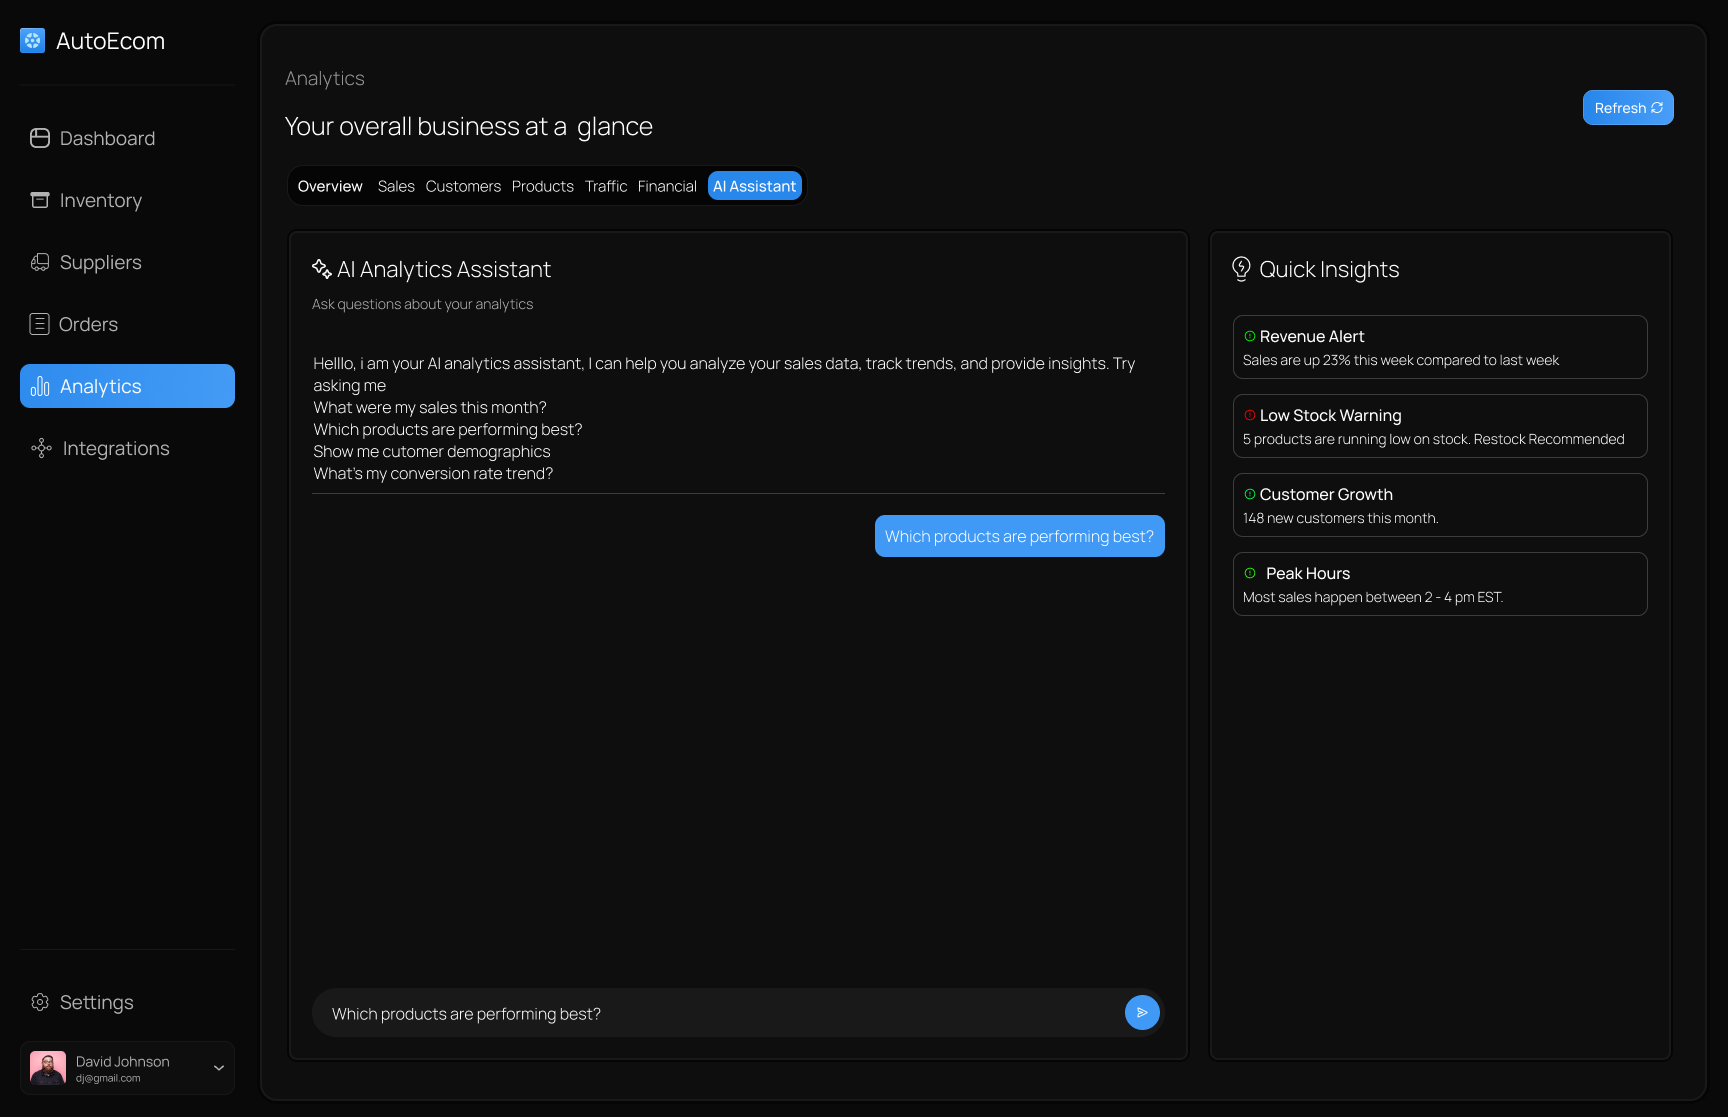 AutoEcom
Dashboard
Inventory
Suppliers
Orders
Analytics
Integrations
Settings
David Johnson
dj@gmail.com
Analytics
Your overall business at a glance
Refresh
Overview Sales Customers Products Traffic Financial AI Assistant
AI Analytics Assistant
Ask questions about your analytics
Helllo, i am your AI analytics assistant, I can help you analyze your sales data, track trends, and provide insights. Try
asking me
What were my sales this month?
Which products are performing best?
Show me cutomer demographics
What's my conversion rate trend?
Which products are performing best?
Which products are performing best?
Quick Insights
Revenue Alert
Sales are up 23% this week compared to last week
Low Stock Warning
5 products are running low on stock. Restock Recommended
Customer Growth
148 new customers this month.
Peak Hours
Most sales happen between 2 - 4 pm EST.